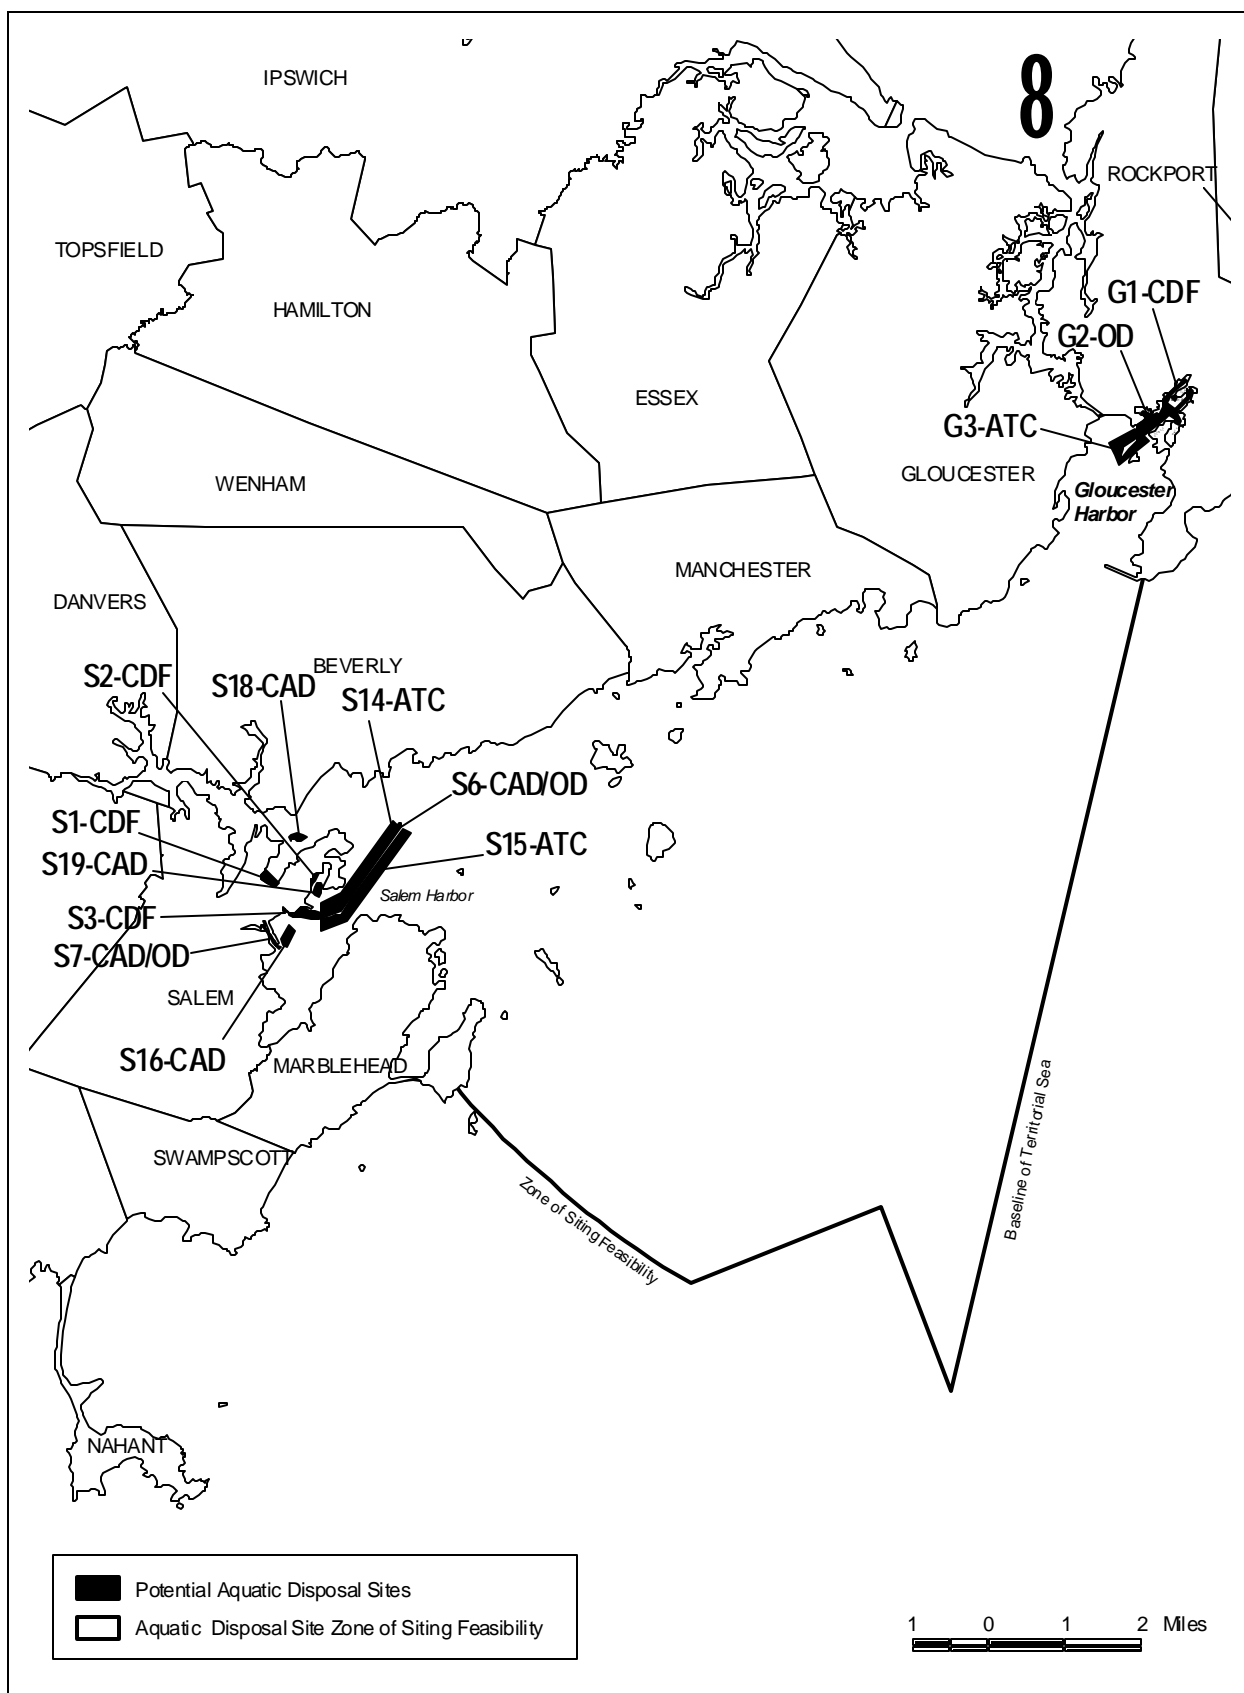 8
IPSWICH
ROCKPORT
TOPSFIELD
HAMILTON
G1-CDF
G2-OD
ESSEX
G3-ATC
GLOUCESTER
WENHAM
Gloucester
Harbor
MANCHESTER
DANVERS
BEVERLY
S2-CDF
S18-CAD
S14-ATC
S6-CAD/OD
S1-CDF
S15-ATC
S19-CAD
Salem Harbor
S3-CDF
S7-CAD/OD
SALEM
S16-CAD
MARBLEHEAD
SWAMPSCOTT
Zone of Siting Feasibility
Baseline of Territorial Sea
NAHANT
Potential Aquatic Disposal Sites
Aquatic Disposal Site Zone of Siting Feasibility
1 0 1 2 Miles